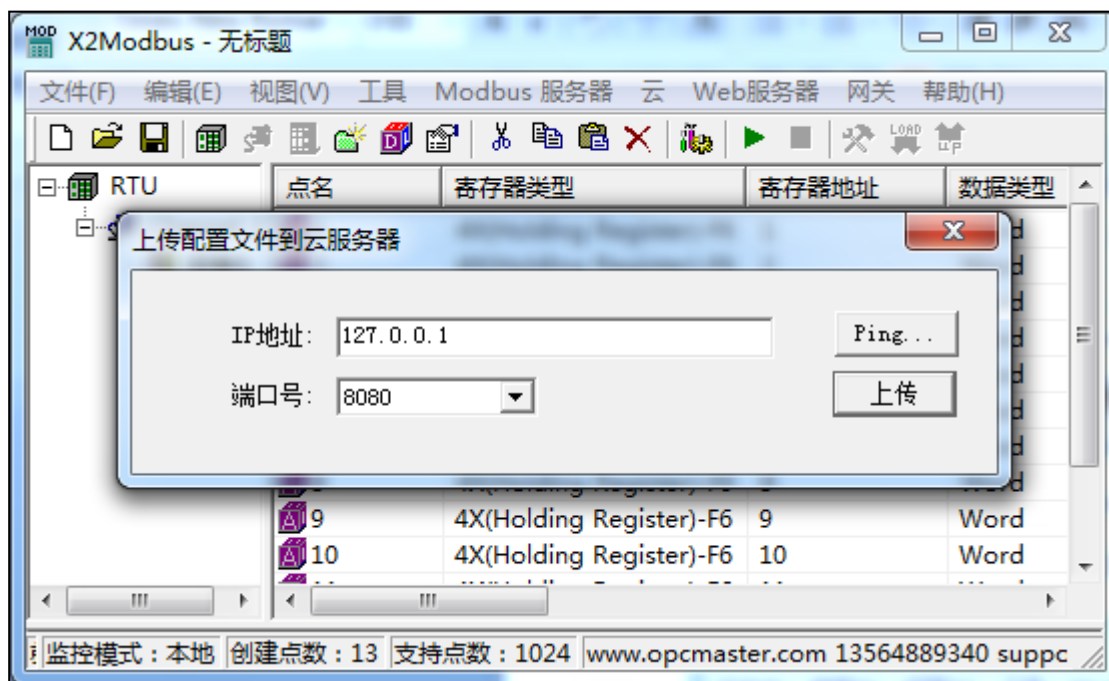 X2Modbus - 无标题
文件(F) 编辑(E) 视图(V) 工具 Modbus 服务器 云 Web服务器 网关 帮助(H)
RTU
点名 寄存器类型 寄存器地址 数据类型
上传配置文件到云服务器
IP地址: 127.0.0.1 Ping...
端口号: 8080 上传
9 4X(Holding Register)-F6 9 Word
10 4X(Holding Register)-F6 10 Word
监控模式：本地 创建点数：13 支持点数：1024 www.opcmaster.com 13564889340 suppc